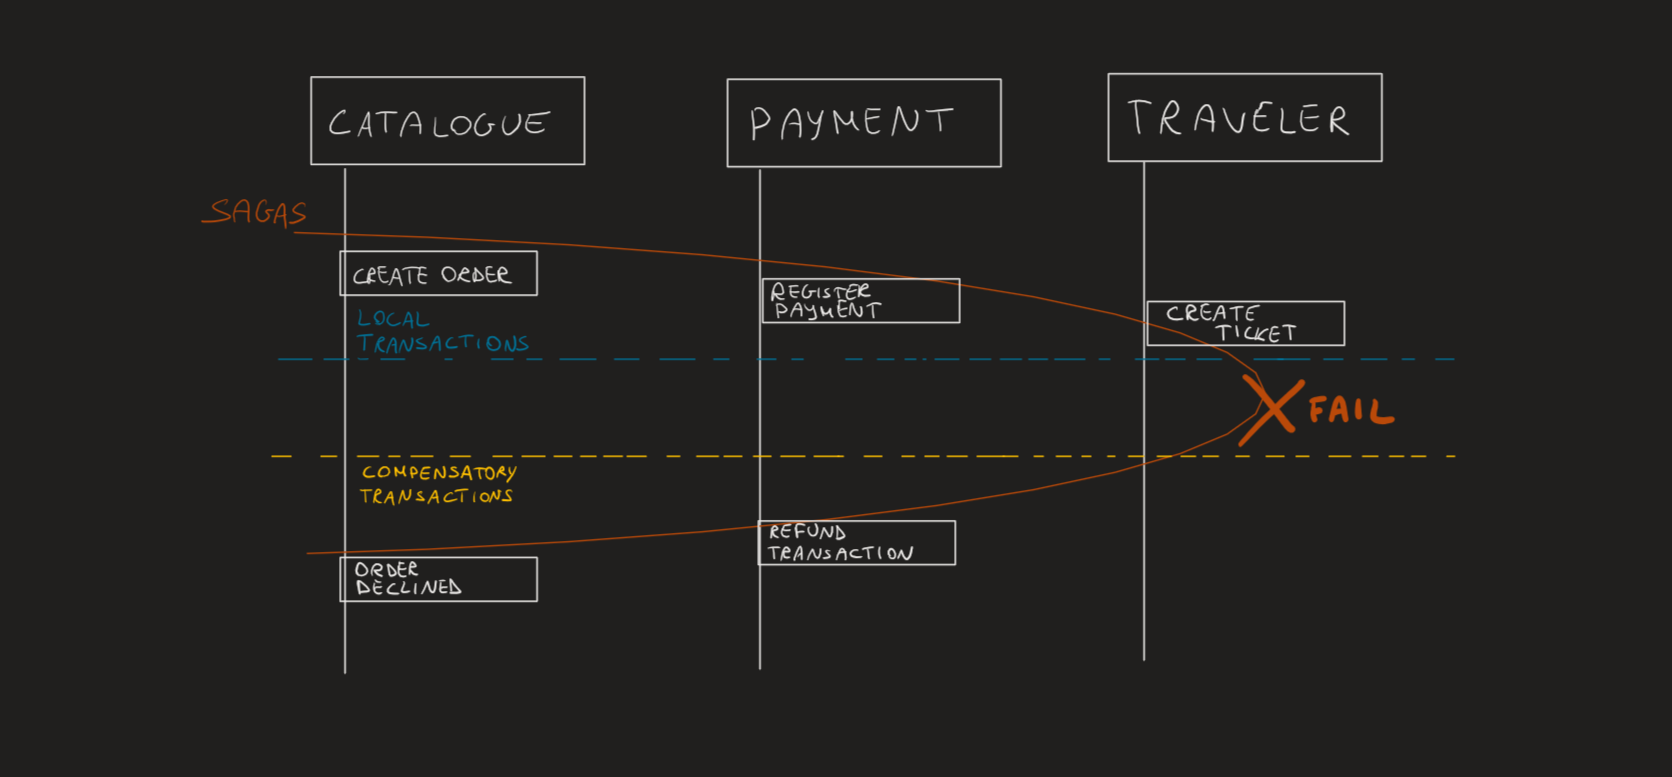 CATALOGUE
PAYMENT
TRAVELER
SAGAS
CREATE ORDER
REGISTER
PAYMENT
CREATE
TICKET
LOCAL
TRANSACTIONS
FAIL
COMPENSATORY
TRANSACTIONS
REFUND
TRANSACTION
ORDER
DECLINED